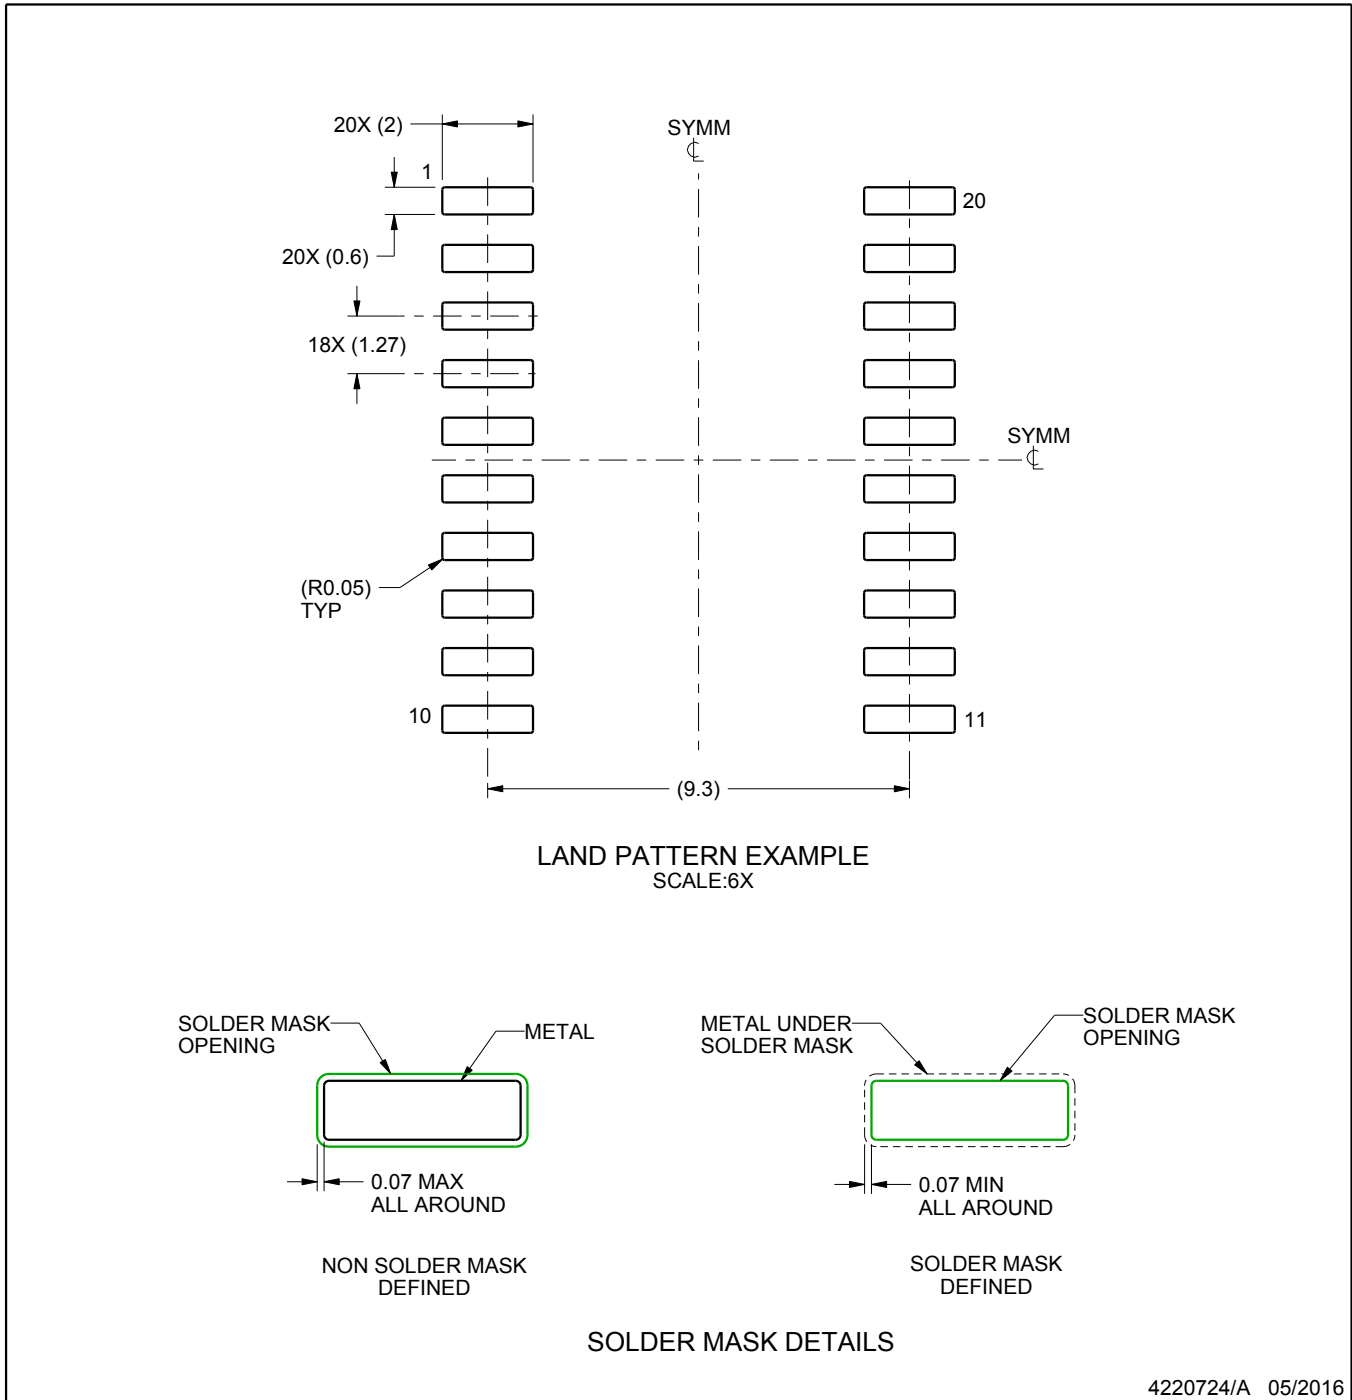 20X (2)
SYMM
℄
1
20
20X (0.6)
18X (1.27)
SYMM
℄
(R0.05)
TYP
10
11
(9.3)
LAND PATTERN EXAMPLE
SCALE:6X
SOLDER MASK
OPENING
METAL
0.07 MAX
ALL AROUND
NON SOLDER MASK
DEFINED
METAL UNDER
SOLDER MASK
SOLDER MASK
OPENING
0.07 MIN
ALL AROUND
SOLDER MASK
DEFINED
SOLDER MASK DETAILS
4220724/A 05/2016